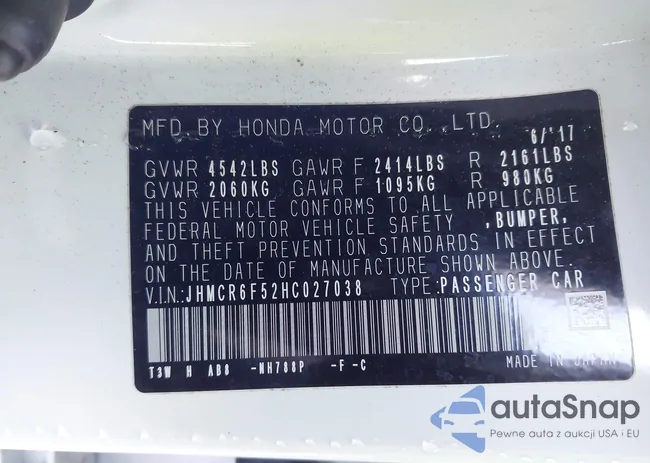 MFD. BY HONDA MOTOR CO., LTD. 6/'17
GVWR 4542LBS GAWR F 2414LBS R 2161LBS
GVWR 2060KG GAWR F 1095KG R 980KG
THIS VEHICLE CONFORMS TO ALL APPLICABLE
FEDERAL MOTOR VEHICLE SAFETY ,BUMPER,
AND THEFT PREVENTION STANDARDS IN EFFECT
ON THE DATE OF MANUFACTURE SHOWN ABOVE.
V.I.N.:JHMCR6F52HC027038 TYPE:PASSENGER CAR
T3W H AB8 -NH788P -F -C
MADE IN JAPAN
autaSnap
Pewne auta z aukcji USA i EU